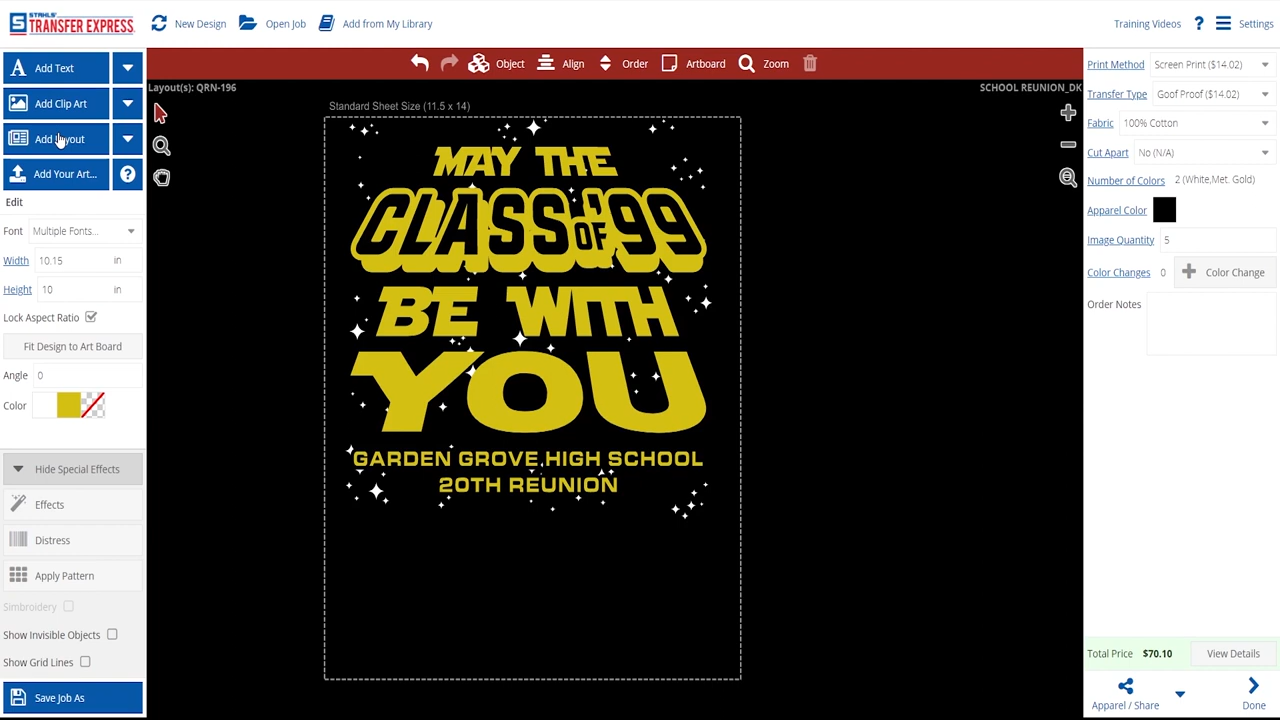 STAHLS'
TRANSFER EXPRESS
New Design
Open Job
Add from My Library
Training Videos
?
Settings
A Add Text
Add Clip Art
Add Layout
Add Your Art...
?
Edit
Font Multiple Fonts...
Width 10.15 in
Height 10 in
Lock Aspect Ratio
Fit Design to Art Board
Angle 0
Color
Hide Special Effects
Effects
Distress
Apply Pattern
Simbroidery
Show Invisible Objects
Show Grid Lines
Save Job As
Object
Align
Order
Artboard
Zoom
Layout(s): QRN-196
SCHOOL REUNION_DK
Standard Sheet Size (11.5 x 14)
MAY THE
CLASS OF '99
BE WITH
YOU
GARDEN GROVE HIGH SCHOOL
20TH REUNION
Print Method Screen Print ($14.02)
Transfer Type Goof Proof ($14.02)
Fabric 100% Cotton
Cut Apart No (N/A)
Number of Colors 2 (White,Met. Gold)
Apparel Color
Image Quantity 5
Color Changes 0 Color Change
Order Notes
Total Price $70.10 View Details
Apparel / Share
Done